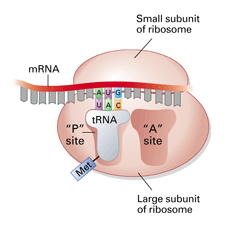 Small subunit
of ribosome
mRNA
A U G
U A C
tRNA
"P"
site
"A"
site
Met
Large subunit
of ribosome